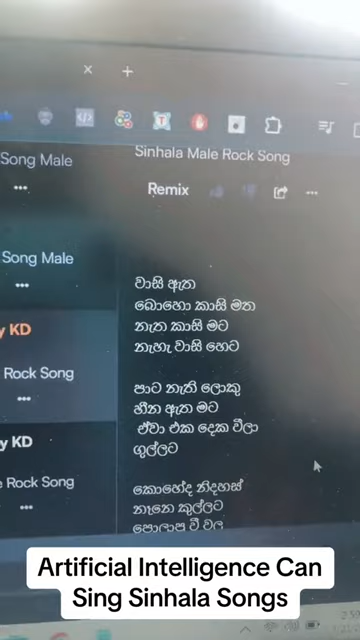 Song Male
Sinhala Male Rock Song
Remix
Song Male
වාසි ඇත
බොහො කාසි මත
නැත කාසි මට
නැහැ වාසි හෙට
y KD
Rock Song
පාට නැති ලොකු
හීන ඇත මට
ඒවා එක දෙක වීලා
ගුල්ලට
y KD
Rock Song
කොහේද නිදහස්
නෑනෙ කුල්ලට
පොලාප වී වල
Artificial Intelligence Can
Sing Sinhala Songs